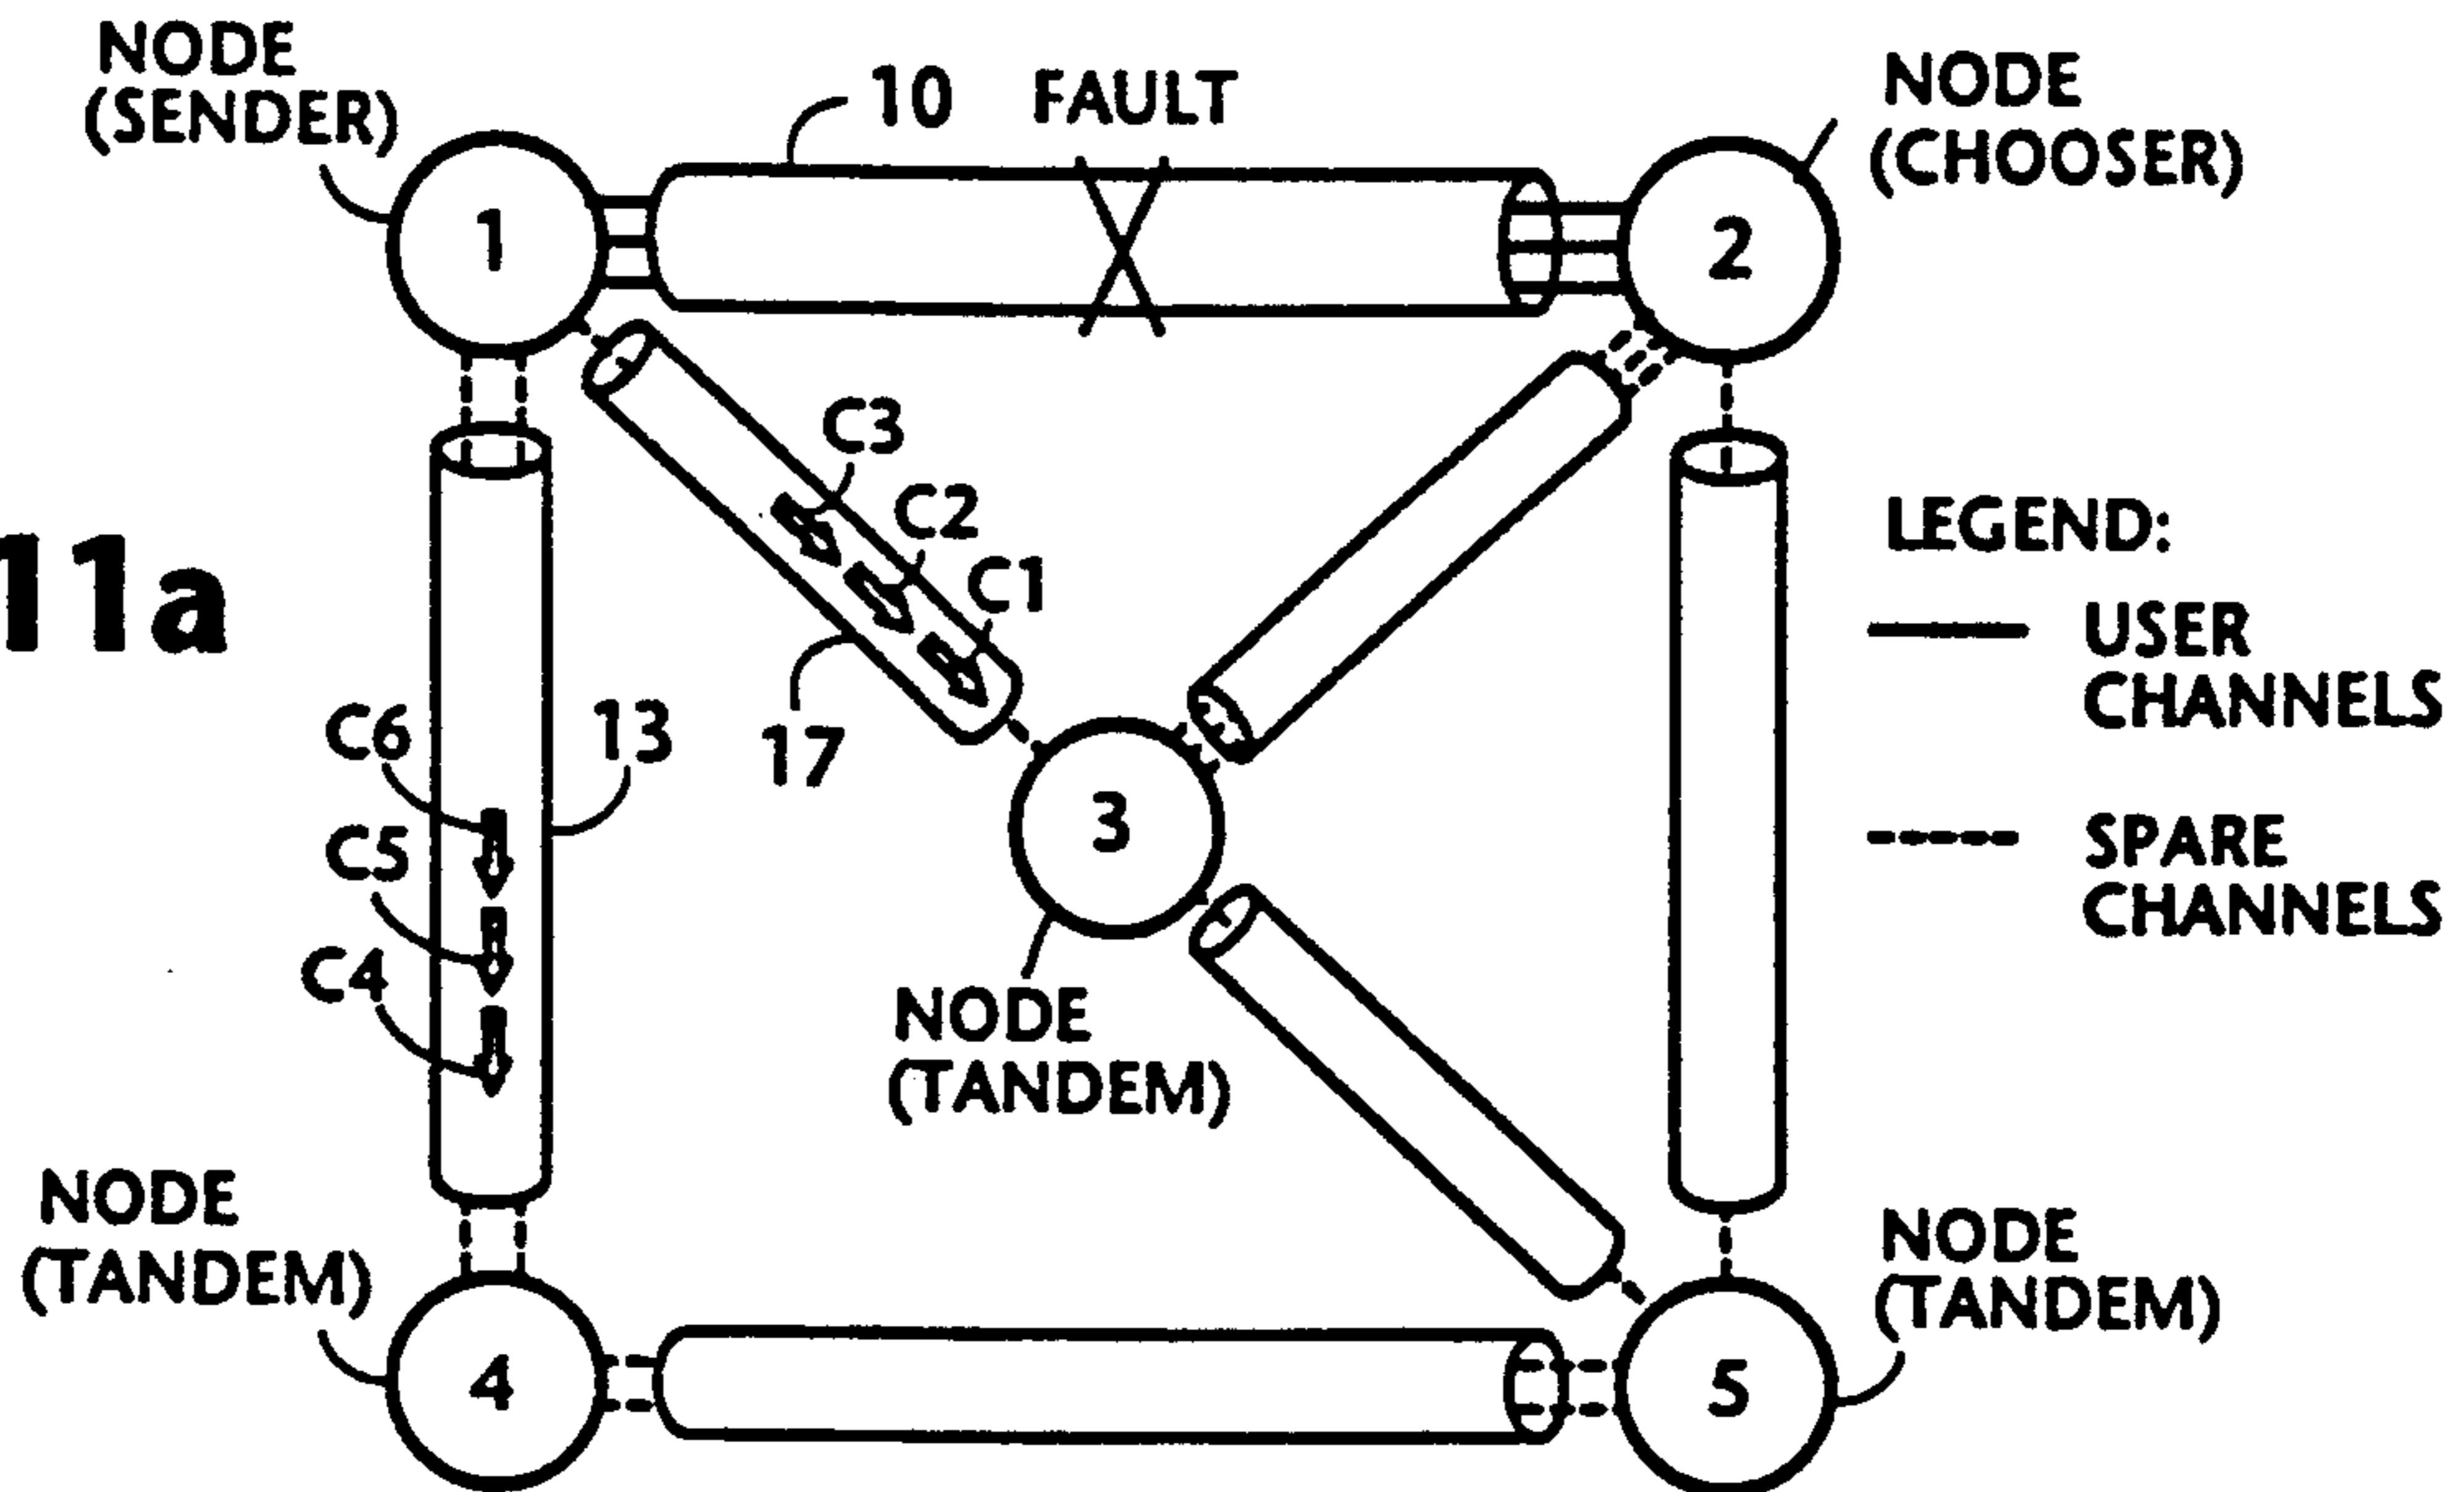 NODE
(SENDER)
10 FAULT
NODE
(CHOOSER)
1
2
C3
C2
C1
LEGEND:
USER
CHANNELS
SPARE
CHANNELS
11a
C6
13
17
C5
3
C4
NODE
(TANDEM)
NODE
(TANDEM)
NODE
(TANDEM)
4
5